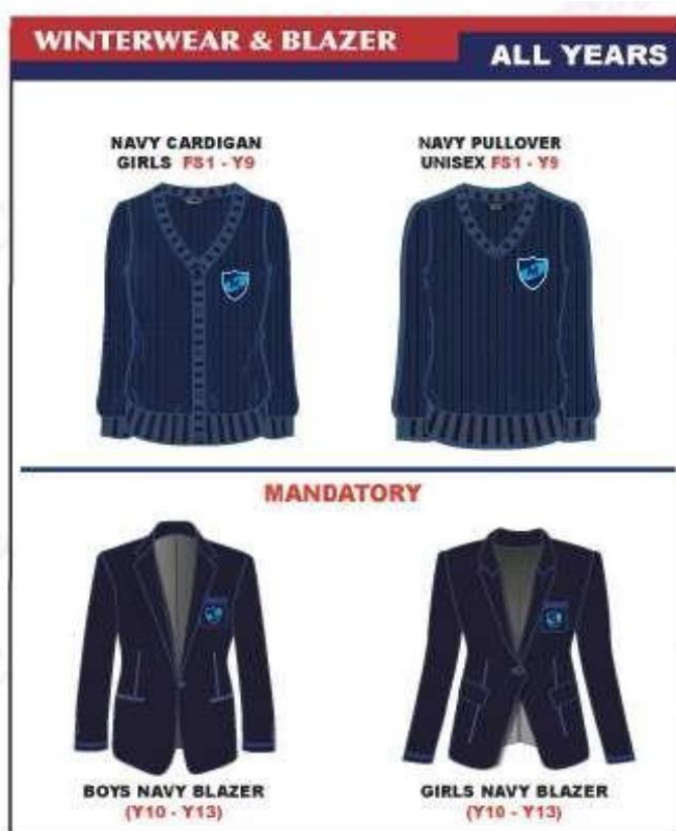 WINTERWEAR & BLAZER
ALL YEARS
NAVY CARDIGAN
GIRLS FS1 - Y9
NAVY PULLOVER
UNISEX FS1 - Y9
MANDATORY
BOYS NAVY BLAZER
(Y10 - Y13)
GIRLS NAVY BLAZER
(Y10 - Y13)